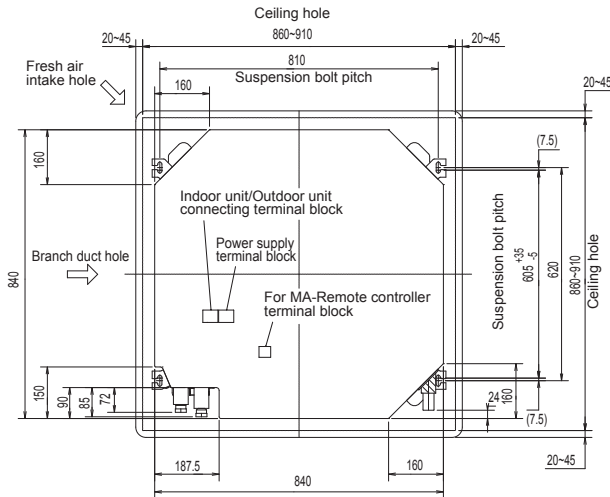 Ceiling hole
20~45
860~910
20~45
810
Suspension bolt pitch
Fresh air
intake hole
160
20~45
(7.5)
160
Indoor unit/Outdoor unit
connecting terminal block
Power supply
terminal block
Branch duct hole
840
For MA-Remote controller
terminal block
Suspension bolt pitch
605 +35 -5
620
860~910
Ceiling hole
150
90
85
72
24
160
(7.5)
187.5
160
20~45
840